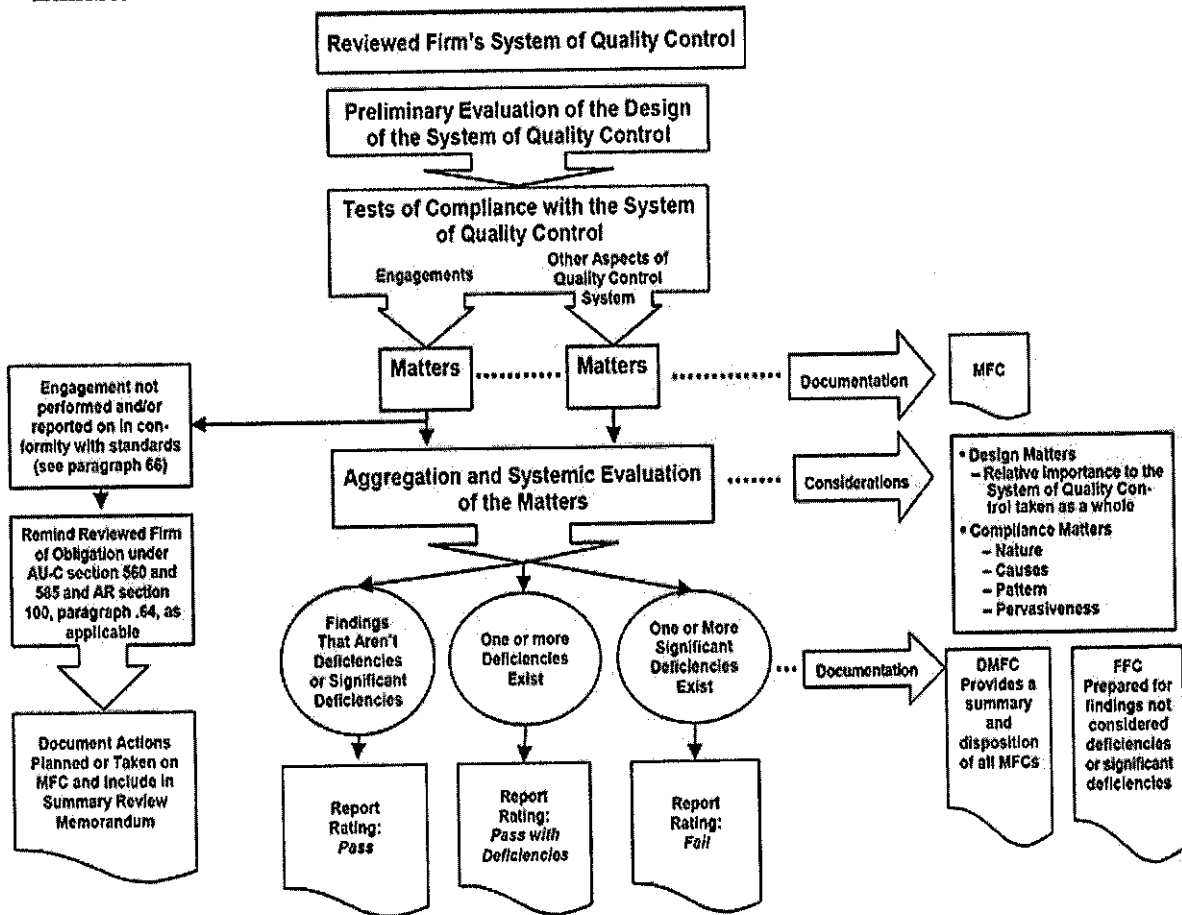 Reviewed Firm's System of Quality Control
Preliminary Evaluation of the Design
of the System of Quality Control
Tests of Compliance with the System
of Quality Control
Engagements
Other Aspects of
Quality Control
System
Matters
Matters
Documentation
MFC
Engagement not
performed and/or
reported on in con-
formity with standards
(see paragraph 66)
Aggregation and Systemic Evaluation
of the Matters
Considerations
• Design Matters
– Relative importance to the
System of Quality Con-
trol taken as a whole
• Compliance Matters
– Nature
– Causes
– Pattern
– Pervasiveness
Remind Reviewed Firm
of Obligation under
AU-C section 560 and
585 and AR section
100, paragraph .64, as
applicable
Findings
That Aren't
Deficiencies
or Significant
Deficiencies
One or more
Deficiencies
Exist
One or More
Significant
Deficiencies
Exist
Documentation
DMFC
Provides a
summary
and
disposition
of all MFCs
FFC
Prepared for
findings not
considered
deficiencies
or significant
deficiencies
Document Actions
Planned or Taken on
MFC and Include in
Summary Review
Memorandum
Report
Rating:
Pass
Report
Rating:
Pass with
Deficiencies
Report
Rating:
Fail